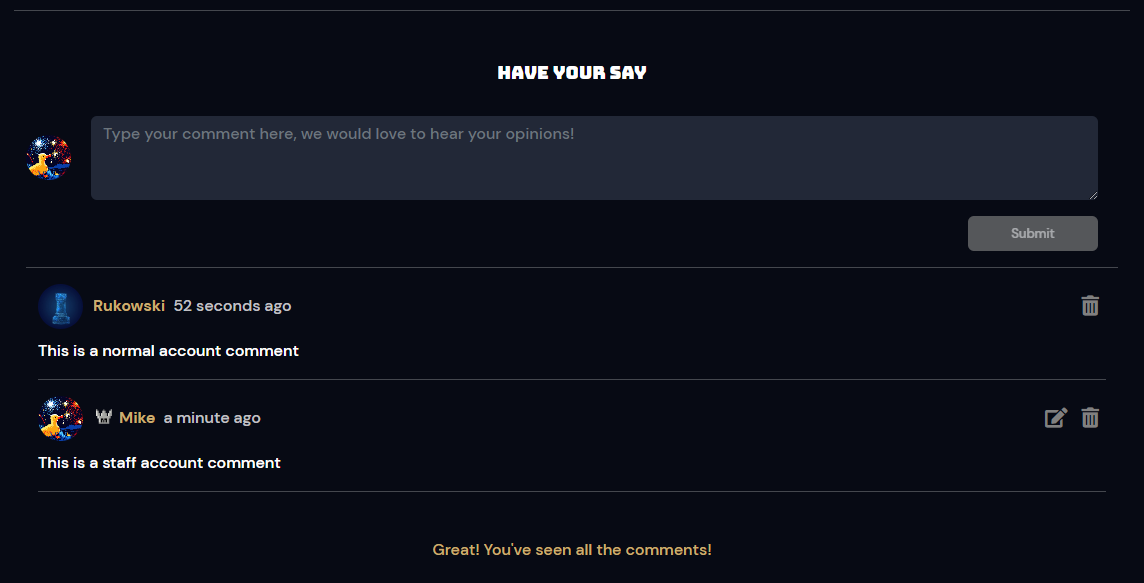 HAVE YOUR SAY
Type your comment here, we would love to hear your opinions!
Submit
Rukowski 52 seconds ago
This is a normal account comment
Mike a minute ago
This is a staff account comment
Great! You've seen all the comments!